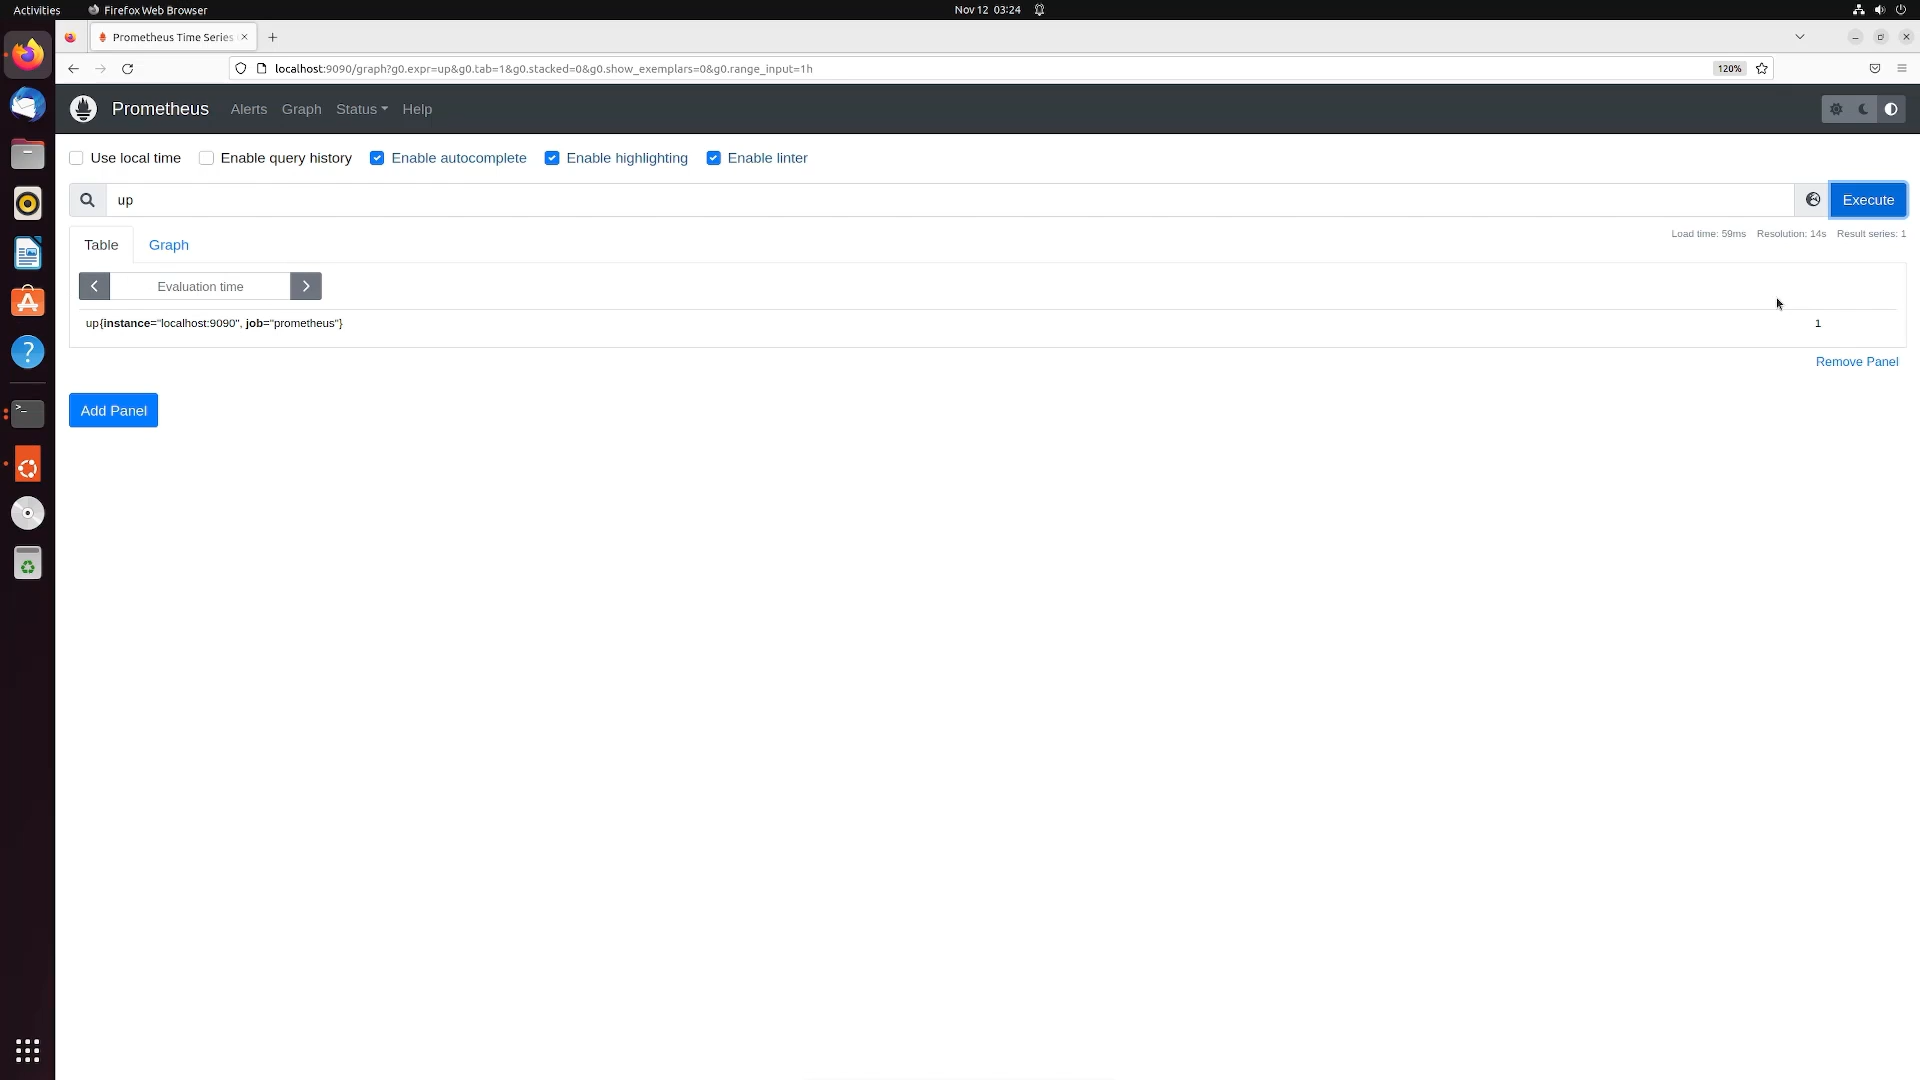 Activities Firefox Web Browser Nov 12 03:24
Prometheus Time Series
localhost:9090/graph?g0.expr=up&g0.tab=1&g0.stacked=0&g0.show_exemplars=0&g0.range_input=1h 120%
Prometheus Alerts Graph Status Help
Use local time Enable query history Enable autocomplete Enable highlighting Enable linter
up Execute
Table Graph Load time: 59ms Resolution: 14s Result series: 1
Evaluation time
up{instance="localhost:9090", job="prometheus"} 1
Remove Panel
Add Panel